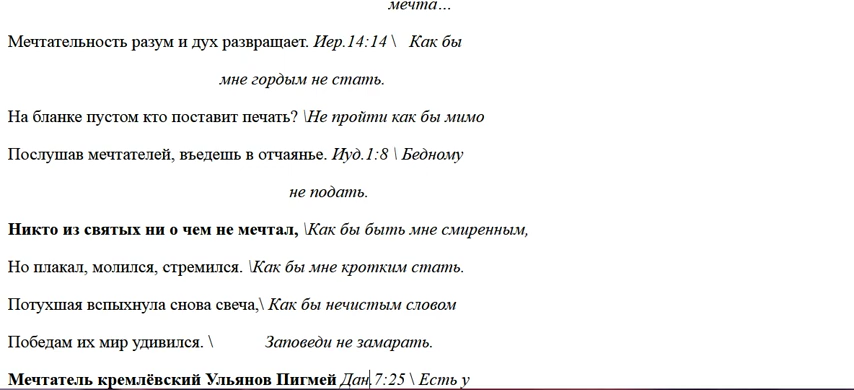 мечта…
Мечтательность разум и дух развращает. Иер.14:14 \ Как бы
мне гордым не стать.
На бланке пустом кто поставит печать? \Не пройти как бы мимо
Послушав мечтателей, въедешь в отчаянье. Иуд.1:8 \ Бедному
не подать.
Никто из святых ни о чем не мечтал, \Как бы быть мне смиренным,
Но плакал, молился, стремился. \Как бы мне кротким стать.
Потухшая вспыхнула снова свеча,\ Как бы нечистым словом
Победам их мир удивился. \ Заповеди не замарать.
Мечтатель кремлёвский Ульянов Пигмей Дан.7:25 \ Есть у